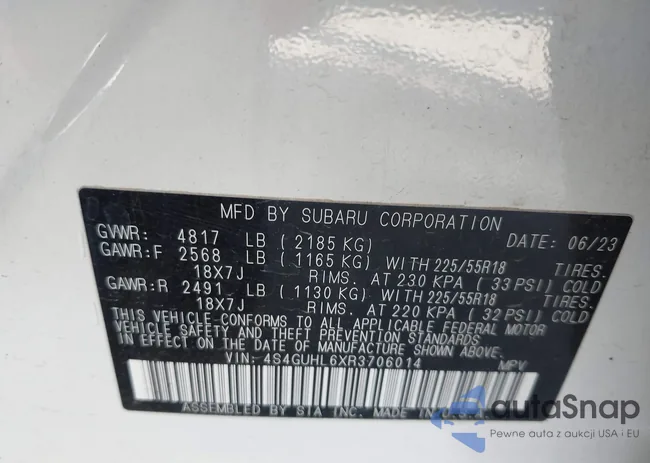 MFD BY SUBARU CORPORATION DATE: 06/23
GVWR: 4817 LB (2185 KG)
GAWR:F 2568 LB (1165 KG) WITH 225/55R18 TIRES.
18X7J RIMS. AT 230 KPA (33 PSI) COLD
GAWR:R 2491 LB (1130 KG) WITH 225/55R18 TIRES.
18X7J RIMS. AT 220 KPA (32 PSI) COLD
THIS VEHICLE CONFORMS TO ALL APPLICABLE FEDERAL MOTOR
VEHICLE SAFETY, BUMPER, AND THEFT PREVENTION STANDARDS
IN EFFECT ON THE DATE OF MANUFACTURE SHOWN ABOVE.
VIN: 4S4GUHL6XR3706014 MPV
ASSEMBLED BY SIA INC. MADE IN U.S.A.
autaSnap
Pewne auta z aukcji USA i EU